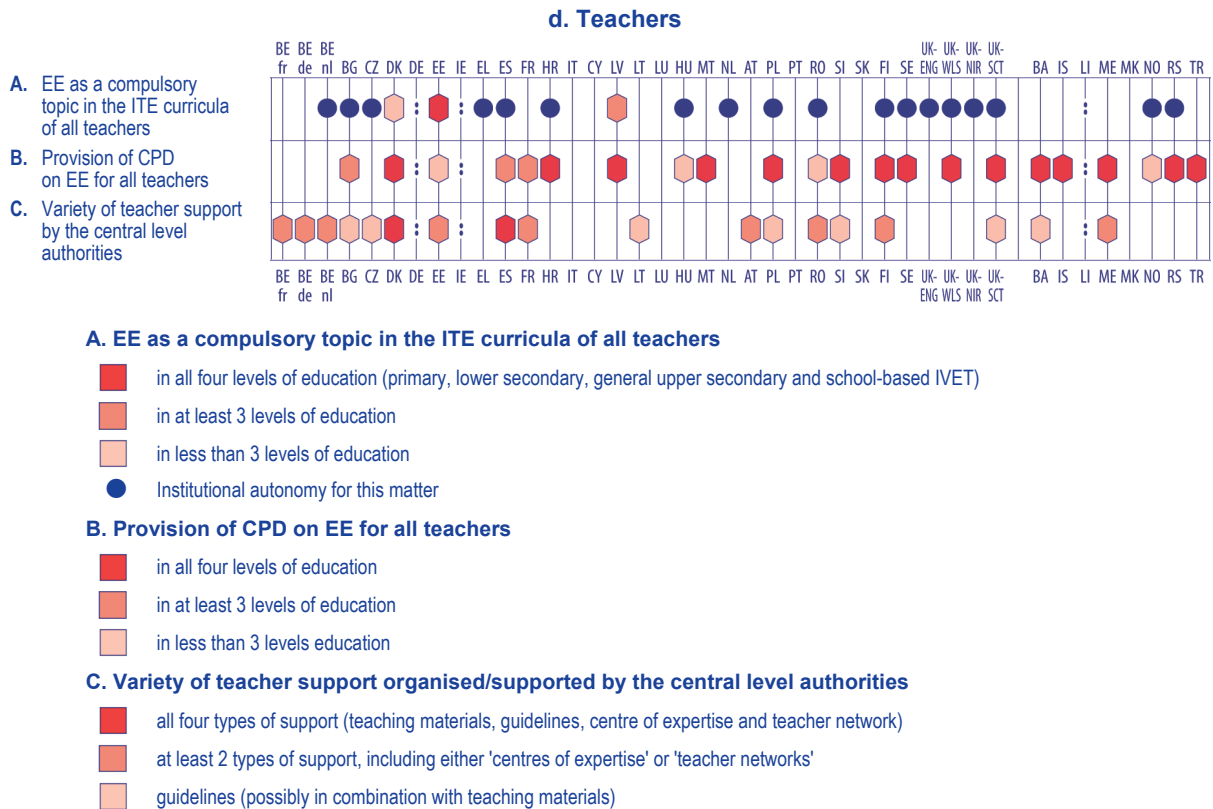 d. Teachers
BE fr BE de BE nl BG CZ DK DE EE IE EL ES FR HR IT CY LV LT LU HU MT NL AT PL PT RO SI SK FI SE UK-ENG UK-WLS UK-NIR UK-SCT BA IS LI ME MK NO RS TR
A. EE as a compulsory
topic in the ITE curricula
of all teachers
B. Provision of CPD
on EE for all teachers
C. Variety of teacher support
by the central level
authorities
BE fr BE de BE nl BG CZ DK DE EE IE EL ES FR HR IT CY LV LT LU HU MT NL AT PL PT RO SI SK FI SE UK-ENG UK-WLS UK-NIR UK-SCT BA IS LI ME MK NO RS TR
A. EE as a compulsory topic in the ITE curricula of all teachers
in all four levels of education (primary, lower secondary, general upper secondary and school-based IVET)
in at least 3 levels of education
in less than 3 levels of education
Institutional autonomy for this matter
B. Provision of CPD on EE for all teachers
in all four levels of education
in at least 3 levels of education
in less than 3 levels education
C. Variety of teacher support organised/supported by the central level authorities
all four types of support (teaching materials, guidelines, centre of expertise and teacher network)
at least 2 types of support, including either 'centres of expertise' or 'teacher networks'
guidelines (possibly in combination with teaching materials)